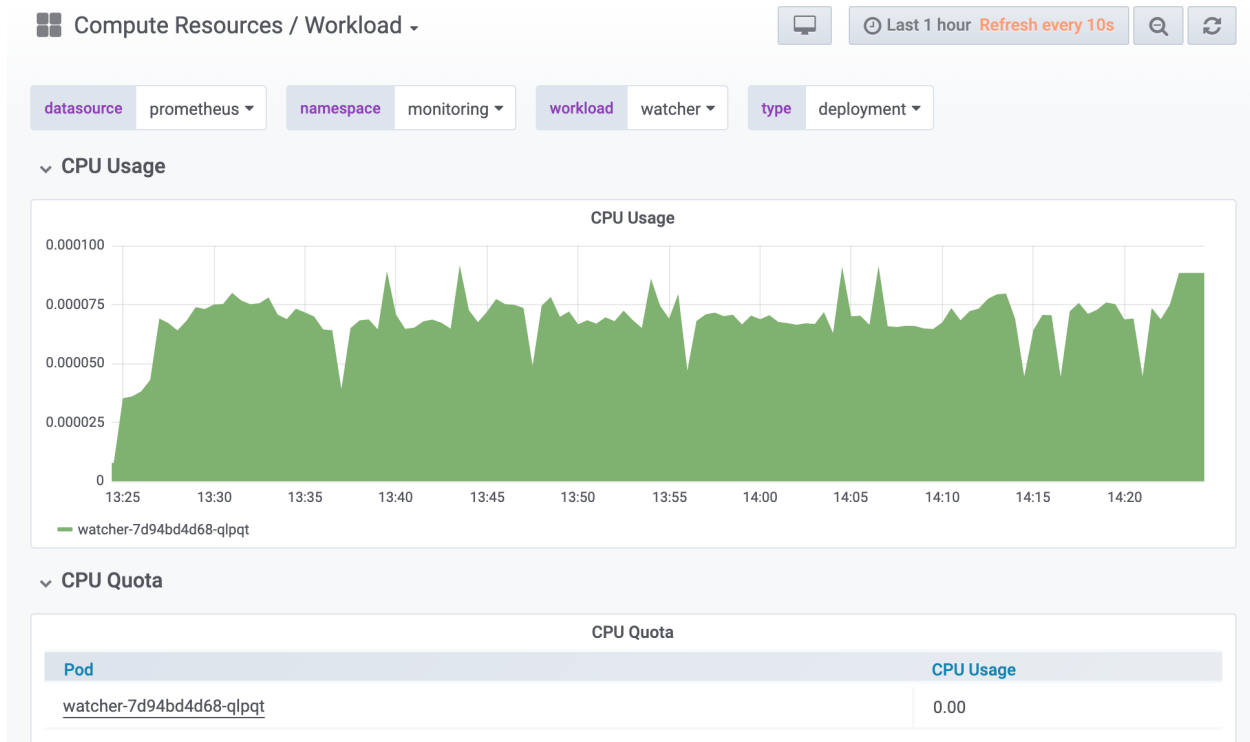 Compute Resources / Workload
Last 1 hour Refresh every 10s
datasource prometheus namespace monitoring workload watcher type deployment
CPU Usage
CPU Usage
0.000100
0.000075
0.000050
0.000025
0
13:25 13:30 13:35 13:40 13:45 13:50 13:55 14:00 14:05 14:10 14:15 14:20
watcher-7d94bd4d68-qlpqt
CPU Quota
CPU Quota
Pod CPU Usage
watcher-7d94bd4d68-qlpqt 0.00